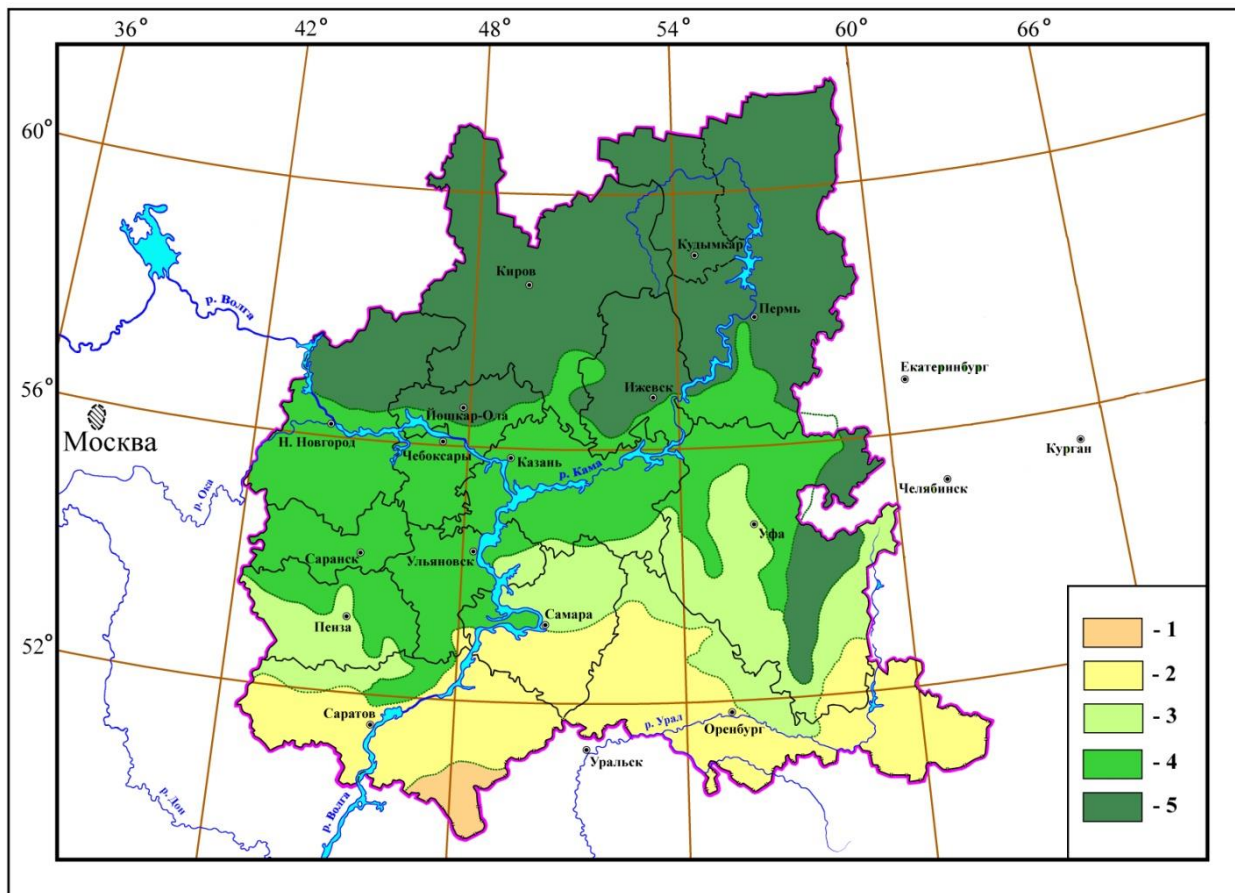 36°
42°
48°
54°
60°
66°
60°
56°
52°
Кудымкар
Киров
р. Волга
Пермь
Екатеринбург
Ижевск
Йошкар-Ола
Москва
Н. Новгород
Чебоксары
Казань
р. Кама
Курган
Челябинск
р. Ока
Уфа
Саранск
Ульяновск
Пенза
Самара
Саратов
Оренбург
р. Урал
Уральск
р. Дон
р. Волга
- 1
- 2
- 3
- 4
- 5